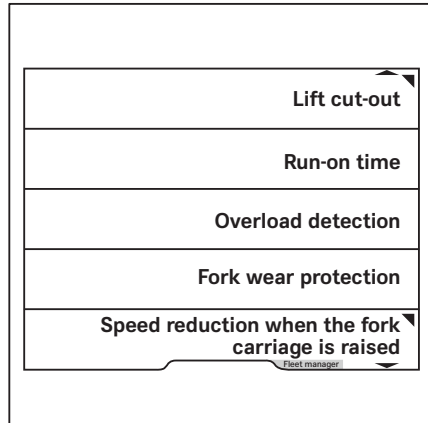 Lift cut-out
Run-on time
Overload detection
Fork wear protection
Speed reduction when the fork
carriage is raised
Fleet manager